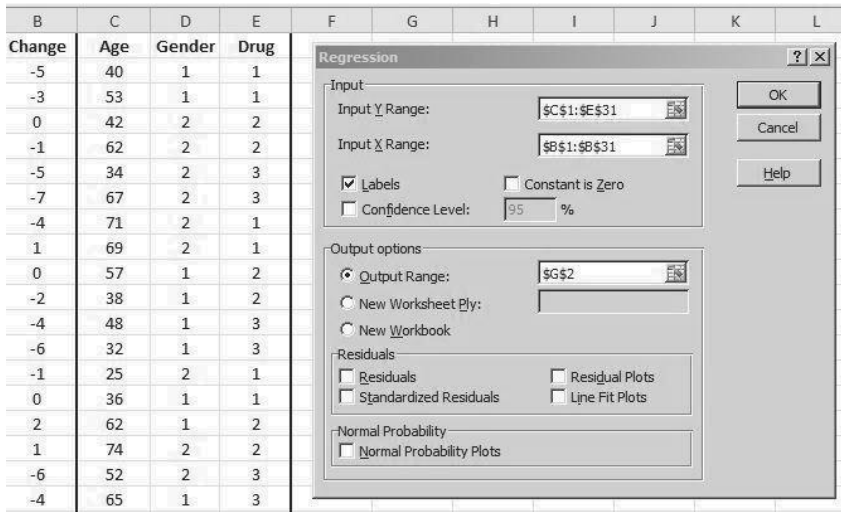 B C D E F G H I J K L
Change Age Gender Drug
-5 40 1 1
-3 53 1 1
0 42 2 2
-1 62 2 2
-5 34 2 3
-7 67 2 3
-4 71 2 1
1 69 2 1
0 57 1 2
-2 38 1 2
-4 48 1 3
-6 32 1 3
-1 25 2 1
0 36 1 1
2 62 1 2
1 74 2 2
-6 52 2 3
-4 65 1 3
Regression
Input
Input Y Range: $C$1:$E$31
Input X Range: $B$1:$B$31
Labels Constant is Zero
Confidence Level: 95 %
Output options
Output Range: $G$2
New Worksheet Ply:
New Workbook
Residuals
Residuals Residual Plots
Standardized Residuals Line Fit Plots
Normal Probability
Normal Probability Plots
? X
OK
Cancel
Help